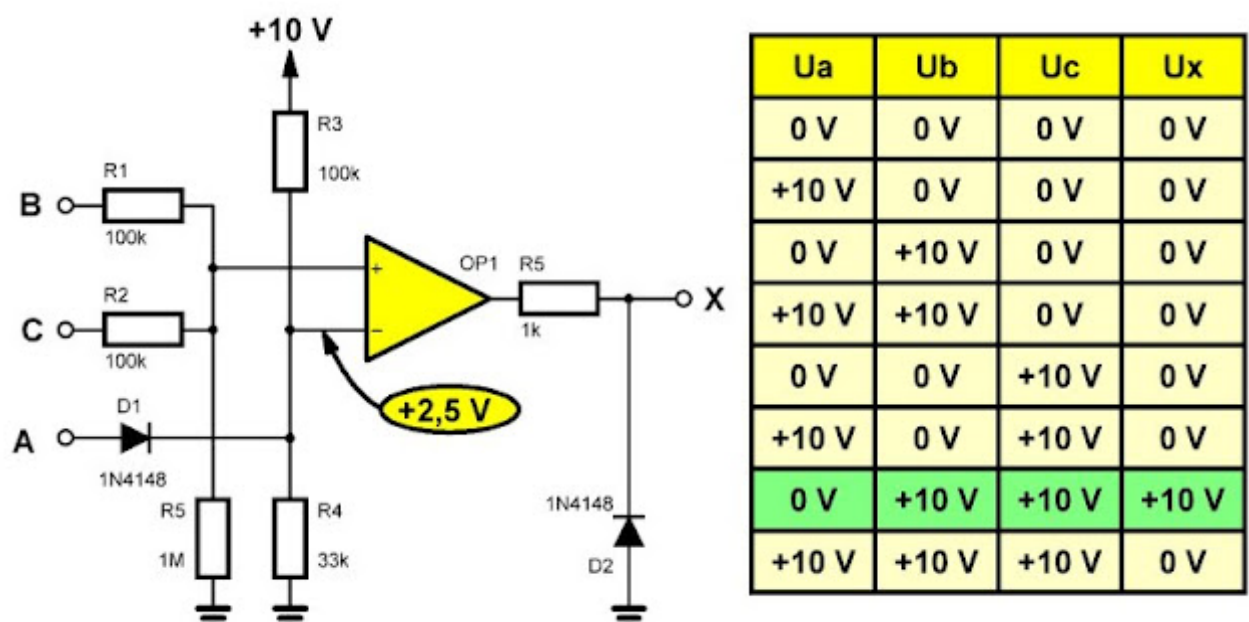 +10 V
R3
100k
R1
B
100k
+
OP1
R5
X
R2
C
100k
−
1k
+2,5 V
D1
A
1N4148
R5
1M
R4
33k
1N4148
D2
Ua Ub Uc Ux
0 V 0 V 0 V 0 V
+10 V 0 V 0 V 0 V
0 V +10 V 0 V 0 V
+10 V +10 V 0 V 0 V
0 V 0 V +10 V 0 V
+10 V 0 V +10 V 0 V
0 V +10 V +10 V +10 V
+10 V +10 V +10 V 0 V